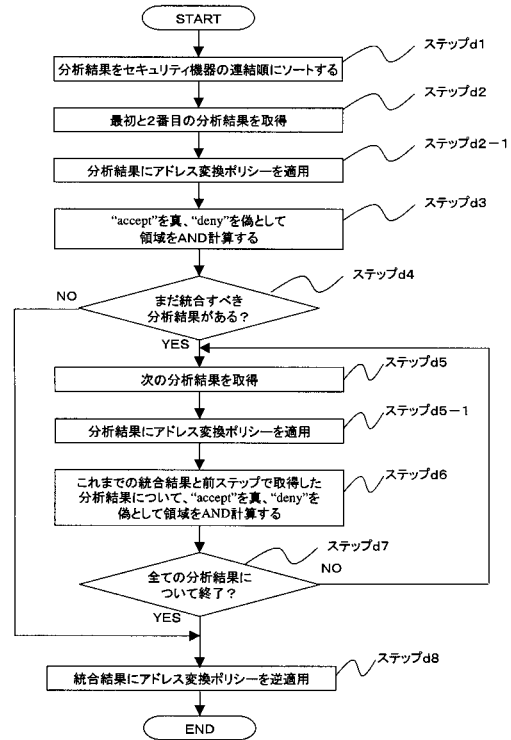 START
ステップd1
分析結果をセキュリティ機器の連結順にソートする
ステップd2
最初と2番目の分析結果を取得
ステップd2-1
分析結果にアドレス変換ポリシーを適用
ステップd3
“accept”を真、“deny”を偽として
領域をAND計算する
ステップd4
NO
まだ統合すべき
分析結果がある?
YES
ステップd5
次の分析結果を取得
ステップd5-1
分析結果にアドレス変換ポリシーを適用
ステップd6
これまでの統合結果と前ステップで取得した
分析結果について、“accept”を真、“deny”を
偽として領域をAND計算する
ステップd7
NO
全ての分析結果に
ついて終了?
YES
ステップd8
統合結果にアドレス変換ポリシーを逆適用
END